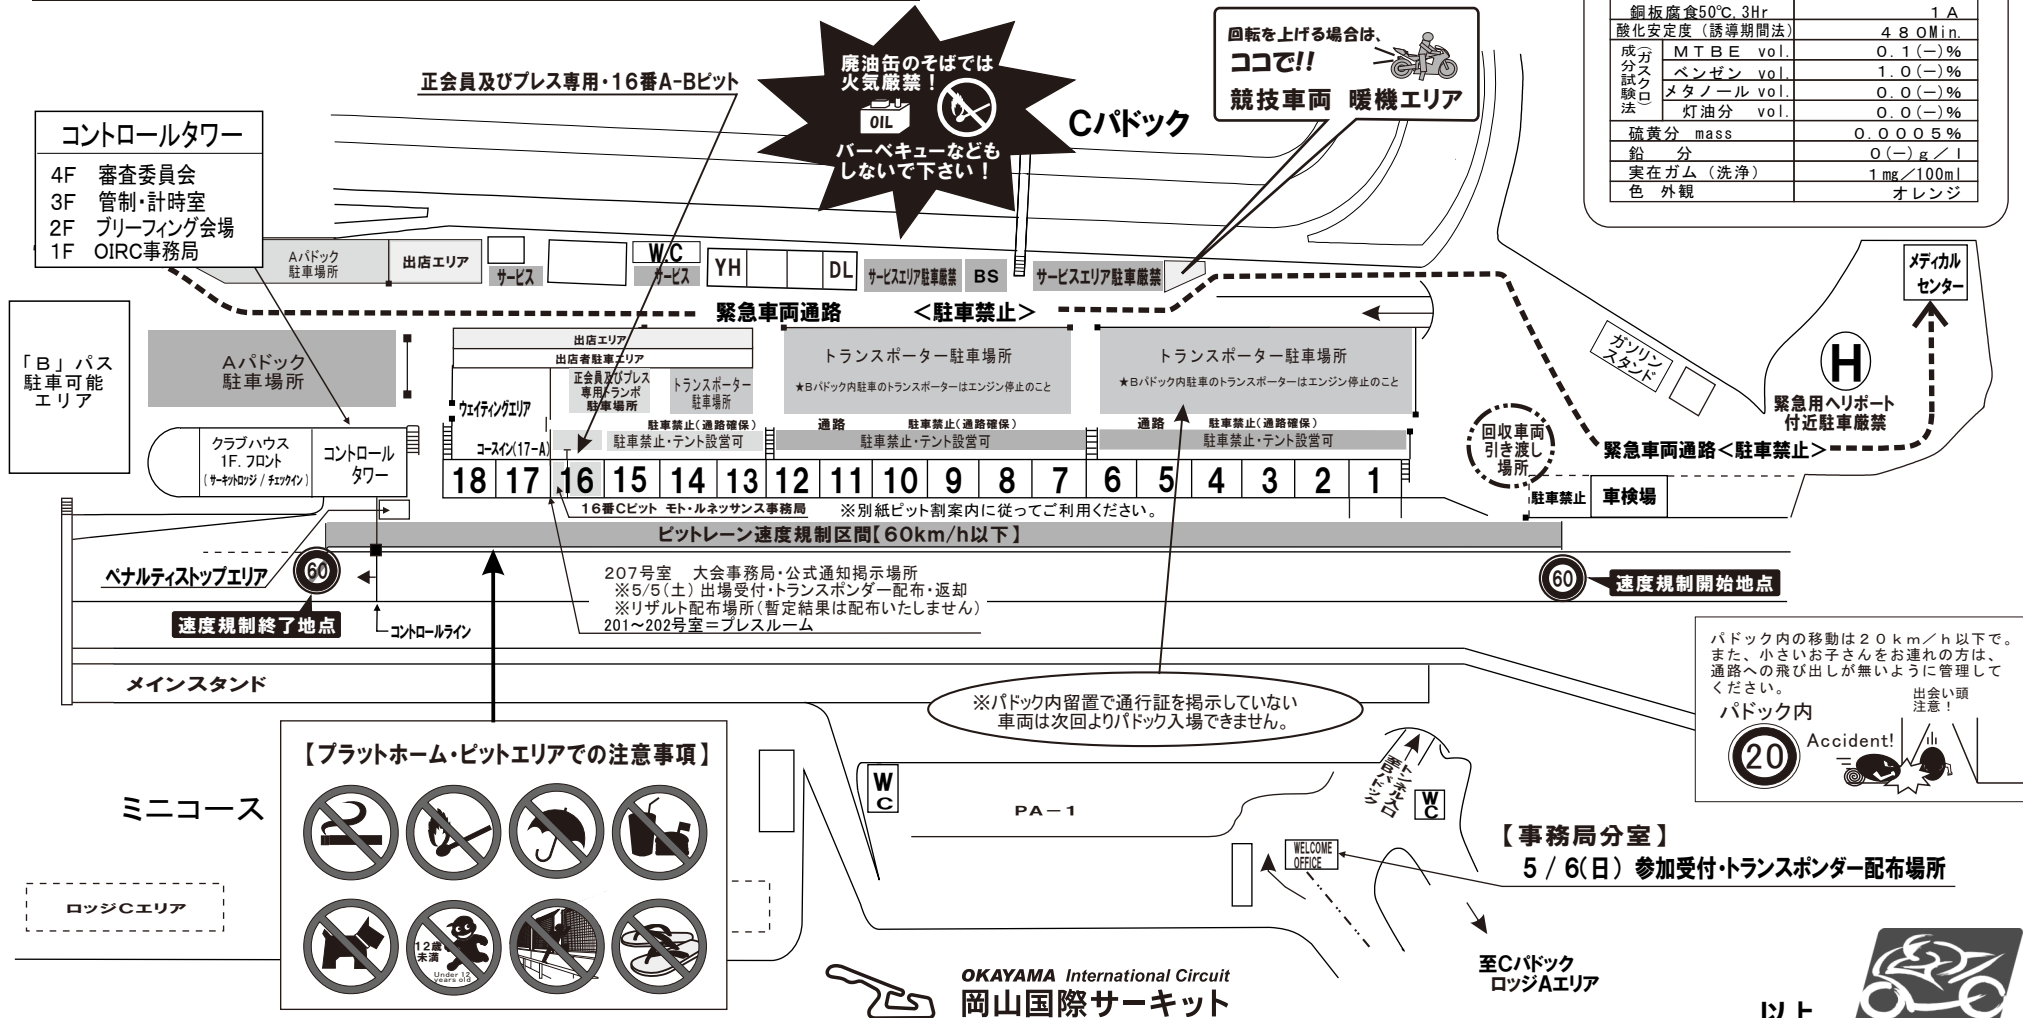 銅板腐食50℃,3Hr 1A
酸化安定度（誘導期間法） 480Min.
成分試験法（ガスクロ） MTBE vol. 0.1(−)%
ベンゼン vol. 1.0(−)%
メタノール vol. 0.0(−)%
灯油分 vol. 0.0(−)%
硫黄分 mass 0.0005%
鉛 分 0(−)g／l
実在ガム（洗浄） 1mg／100ml
色 外観 オレンジ
回転を上げる場合は、
ココで!!
競技車両 暖機エリア
廃油缶のそばでは
火気厳禁！
OIL
バーベキューなども
しないで下さい！
Cパドック
正会員及びプレス専用・16番A-Bピット
コントロールタワー
4F 審査委員会
3F 管制・計時室
2F ブリーフィング会場
1F OIRC事務局
Aパドック
駐車場所
出店エリア
サービス
W.C
サービス
YH
DL
サービスエリア駐車厳禁
BS
サービスエリア駐車厳禁
緊急車両通路 ＜駐車禁止＞
メディカル
センター
ガソリン
スタンド
H
緊急用ヘリポート
付近駐車厳禁
緊急車両通路＜駐車禁止＞
「B」パス
駐車可能
エリア
Aパドック
駐車場所
出店エリア
出店者駐車エリア
正会員及びプレス
専用トランポ
駐車場所
トランスポーター
駐車場所
ウェイティングエリア
トランスポーター駐車場所
★Bパドック内駐車のトランスポーターはエンジン停止のこと
トランスポーター駐車場所
★Bパドック内駐車のトランスポーターはエンジン停止のこと
駐車禁止（通路確保）
通路 駐車禁止（通路確保）
通路 駐車禁止（通路確保）
コースイン(17-A)
駐車禁止・テント設営可
駐車禁止・テント設営可
駐車禁止・テント設営可
回収車両
引き渡し
場所
クラブハウス
1F. フロント
（サーキットロッジ / チェックイン）
コントロール
タワー
18 17 16 15 14 13 12 11 10 9 8 7 6 5 4 3 2 1
駐車禁止
車検場
16番Cピット モト・ルネッサンス事務局
※別紙ピット割案内に従ってご利用ください。
ピットレーン速度規制区間【60km/h以下】
ペナルティストップエリア
60
速度規制終了地点
コントロールライン
207号室 大会事務局・公式通知掲示場所
※5/5(土) 出場受付・トランスポンダー配布・返却
※リザルト配布場所（暫定結果は配布いたしません）
201～202号室＝プレスルーム
60
速度規制開始地点
メインスタンド
※パドック内留置で通行証を掲示していない
車両は次回よりパドック入場できません。
パドック内の移動は20km／h以下で。
また、小さいお子さんをお連れの方は、
通路への飛び出しが無いように管理して
ください。
出会い頭
注意！
パドック内
20
Accident!
【プラットホーム・ピットエリアでの注意事項】
12歳
未満
Under 12
years old
ミニコース
ロッジCエリア
WC
PA−1
至Bパドック
トンネル入口
WC
WELCOME
OFFICE
【事務局分室】
5 / 6(日) 参加受付・トランスポンダー配布場所
至Cパドック
ロッジAエリア
OKAYAMA International Circuit
岡山国際サーキット
以上